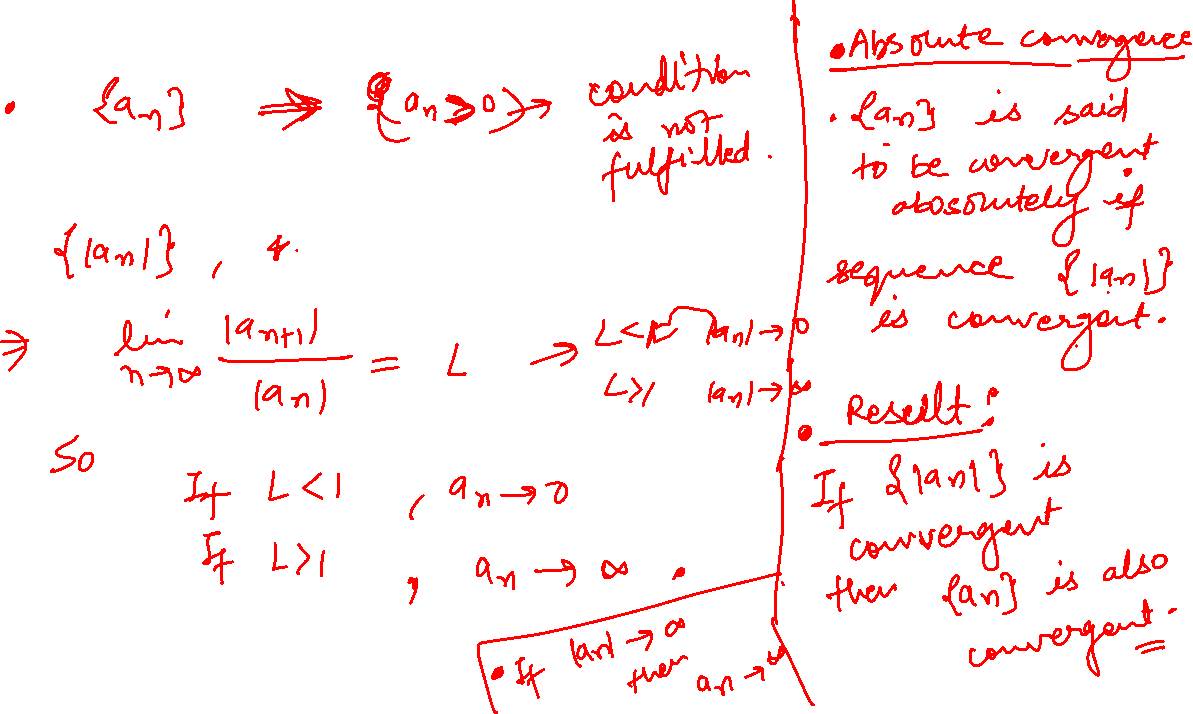 • {an} ⇒ {an > 0} → condition
is not
fulfilled.
{|an|} ,
⇒ lim n→∞ |an+1| / |an| = L → L<1 |an| → 0
L>1 |an| → ∞
So
If L < 1 , an → 0
If L > 1 , an → ∞ .
• If |an| → ∞
then an → ∞
• Absolute convergence
• {an} is said
to be convergent
abosolutely if
sequence {|an|}
is convergent.
• Result:
If {|an|} is
convergent
then {an} is also
convergent.